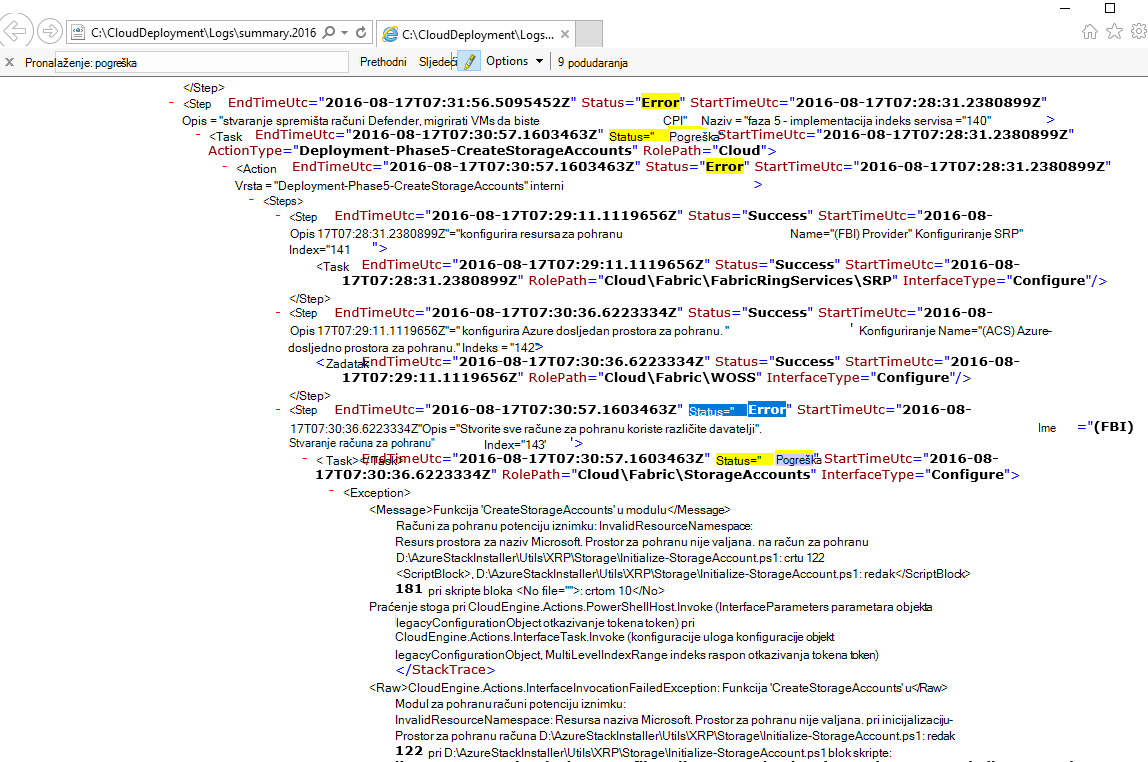 C:\CloudDeployment\Logs\summary.2016
C:\CloudDeployment\Logs...
Pronalaženje: pogreška
Prethodni
Sljedeći
Options
9 podudaranja
</Step>
- <Step EndTimeUtc="2016-08-17T07:31:56.5095452Z" Status="Error" StartTimeUtc="2016-08-17T07:28:31.2380899Z"
Opis = "stvaranje spremišta računi Defender, migrirati VMs da biste CPI" Naziv = "faza 5 - implementacija indeks servisa ="140" >
- <Task EndTimeUtc="2016-08-17T07:30:57.1603463Z" Status=" Pogreška" StartTimeUtc="2016-08-17T07:28:31.2380899Z"
ActionType="Deployment-Phase5-CreateStorageAccounts" RolePath="Cloud">
- <Action EndTimeUtc="2016-08-17T07:30:57.1603463Z" Status="Error" StartTimeUtc="2016-08-17T07:28:31.2380899Z"
Vrsta = "Deployment-Phase5-CreateStorageAccounts" interni >
- <Steps>
- <Step EndTimeUtc="2016-08-17T07:29:11.1119656Z" Status="Success" StartTimeUtc="2016-08-
Opis 17T07:28:31.2380899Z"="konfigurira resursa za pohranu Name="(FBI) Provider" Konfiguriranje SRP"
Index="141 ">
<Task EndTimeUtc="2016-08-17T07:29:11.1119656Z" Status="Success" StartTimeUtc="2016-08-
17T07:28:31.2380899Z" RolePath="Cloud\Fabric\FabricRingServices\SRP" InterfaceType="Configure"/>
</Step>
- <Step EndTimeUtc="2016-08-17T07:30:36.6223334Z" Status="Success" StartTimeUtc="2016-08-
Opis 17T07:29:11.1119656Z"=" konfigurira Azure dosljedan prostora za pohranu. " ' Konfiguriranje Name="(ACS) Azure-
dosljedno prostora za pohranu." Indeks = "142">
<Zadatak EndTimeUtc="2016-08-17T07:30:36.6223334Z" Status="Success" StartTimeUtc="2016-08-
17T07:29:11.1119656Z" RolePath="Cloud\Fabric\WOSS" InterfaceType="Configure"/>
</Step>
- <Step EndTimeUtc="2016-08-17T07:30:57.1603463Z" Status=" Error" StartTimeUtc="2016-08-
17T07:30:36.6223334Z"Opis ="Stvorite sve račune za pohranu koriste različite davatelji". Ime ="(FBI)
Stvaranje računa za pohranu" Index="143' '>
- < Task></Task> EndTimeUtc="2016-08-17T07:30:57.1603463Z" Status=" Pogreška" StartTimeUtc="2016-08-
17T07:30:36.6223334Z" RolePath="Cloud\Fabric\StorageAccounts" InterfaceType="Configure">
- <Exception>
<Message>Funkcija 'CreateStorageAccounts' u modulu</Message>
Računi za pohranu potenciju iznimku: InvalidResourceNamespace:
Resurs prostora za naziv Microsoft. Prostor za pohranu nije valjana. na račun za pohranu
D:\AzureStackInstaller\Utils\XRP\Storage\Initialize-StorageAccount.ps1: crtu 122
<ScriptBlock>, D:\AzureStackInstaller\Utils\XRP\Storage\Initialize-StorageAccount.ps1: redak</ScriptBlock>
181 pri skripte bloka <No file="">: crtom 10</No>
Praćenje stoga pri CloudEngine.Actions.PowerShellHost.Invoke (InterfaceParameters parametara objekta
legacyConfigurationObject otkazivanje tokena token) pri
CloudEngine.Actions.InterfaceTask.Invoke (konfiguracije uloga konfiguracije objekt
legacyConfigurationObject, MultiLevelIndexRange indeks raspon otkazivanja tokena token)
</StackTrace>
- <Raw>CloudEngine.Actions.InterfaceInvocationFailedException: Funkcija 'CreateStorageAccounts' u</Raw>
Modul za pohranu računi potenciju iznimku:
InvalidResourceNamespace: Resursa naziva Microsoft. Prostor za pohranu nije valjana. pri inicijalizaciju-
Prostor za pohranu računa D:\AzureStackInstaller\Utils\XRP\Storage\Initialize-StorageAccount.ps1: redak
122 pri D:\AzureStackInstaller\Utils\XRP\Storage\Initialize-StorageAccount.ps1 blok skripte: